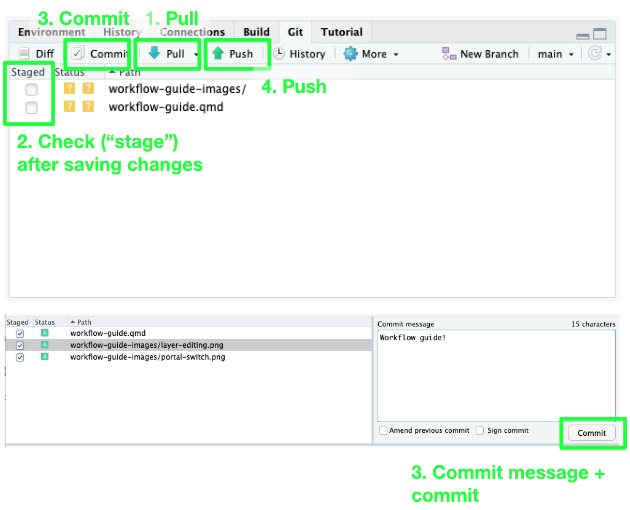 3. Commit 1. Pull
Environment History Connections Build Git Tutorial
Diff Commit Pull Push History More New Branch main
Staged Status Path
? ? workflow-guide-images/
? ? workflow-guide.qmd
4. Push
2. Check (“stage”)
after saving changes
Staged Status Path
A workflow-guide.qmd
A workflow-guide-images/layer-editing.png
A workflow-guide-images/portal-switch.png
Commit message 15 characters
Workflow guide!
Amend previous commit Sign commit Commit
3. Commit message +
commit